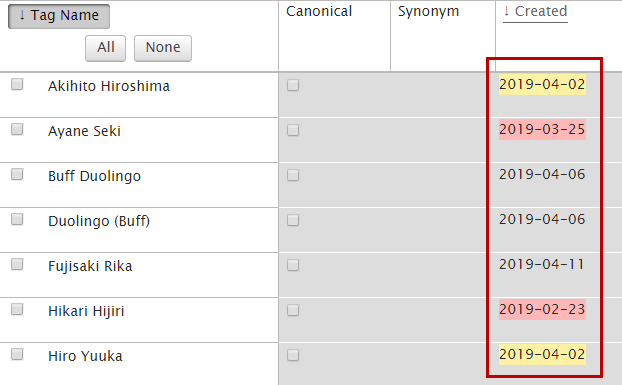 ↓ Tag Name Canonical Synonym ↓ Created
All None
Akihito Hiroshima 2019-04-02
Ayane Seki 2019-03-25
Buff Duolingo 2019-04-06
Duolingo (Buff) 2019-04-06
Fujisaki Rika 2019-04-11
Hikari Hijiri 2019-02-23
Hiro Yuuka 2019-04-02